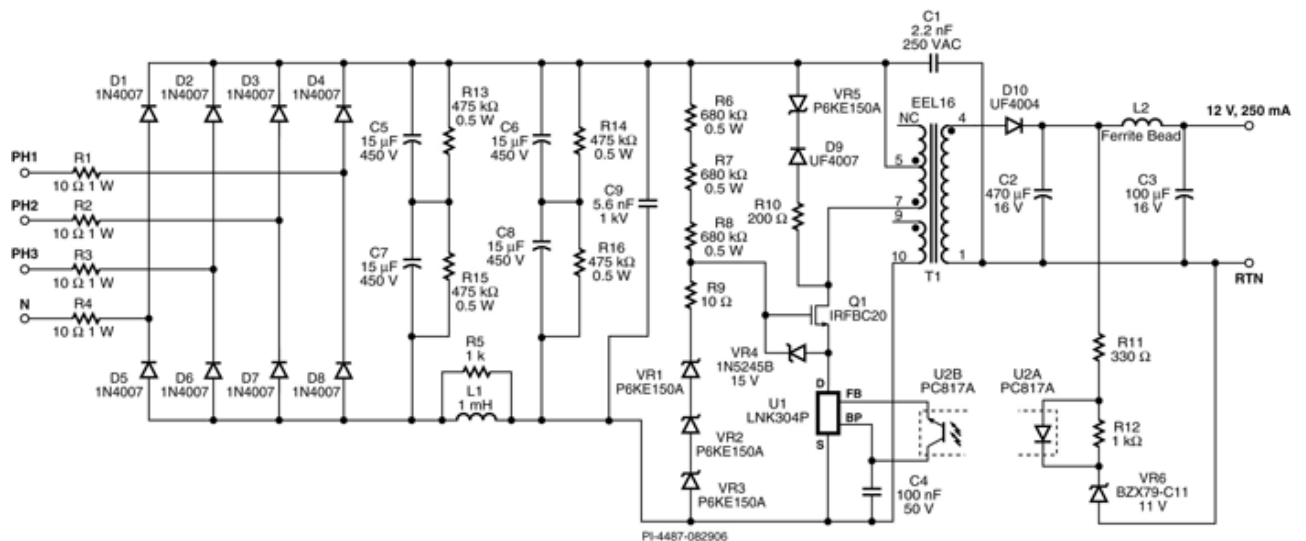 C1
2.2 nF
250 VAC
D1
1N4007
D2
1N4007
D3
1N4007
D4
1N4007
R13
475 kΩ
0.5 W
C5
15 µF
450 V
C6
15 µF
450 V
R14
475 kΩ
0.5 W
R6
680 kΩ
0.5 W
VR5
P6KE150A
EEL16
NC
4
D10
UF4004
L2
Ferrite Bead
12 V, 250 mA
PH1
R1
10 Ω 1 W
PH2
R2
10 Ω 1 W
PH3
R3
10 Ω 1 W
N
R4
10 Ω 1 W
C9
5.6 nF
1 kV
R7
680 kΩ
0.5 W
D9
UF4007
5
C2
470 µF
16 V
C3
100 µF
16 V
C7
15 µF
450 V
R15
475 kΩ
0.5 W
C8
15 µF
450 V
R16
475 kΩ
0.5 W
R8
680 kΩ
0.5 W
R10
200 Ω
7
9
10
1
T1
RTN
R9
10 Ω
Q1
IRFBC20
D5
1N4007
D6
1N4007
D7
1N4007
D8
1N4007
R5
1 k
L1
1 mH
VR1
P6KE150A
VR4
1N5245B
15 V
R11
330 Ω
U1
LNK304P
D
FB
BP
S
U2B
PC817A
U2A
PC817A
R12
1 kΩ
VR2
P6KE150A
VR3
P6KE150A
C4
100 nF
50 V
VR6
BZX79-C11
11 V
PI-4487-082906